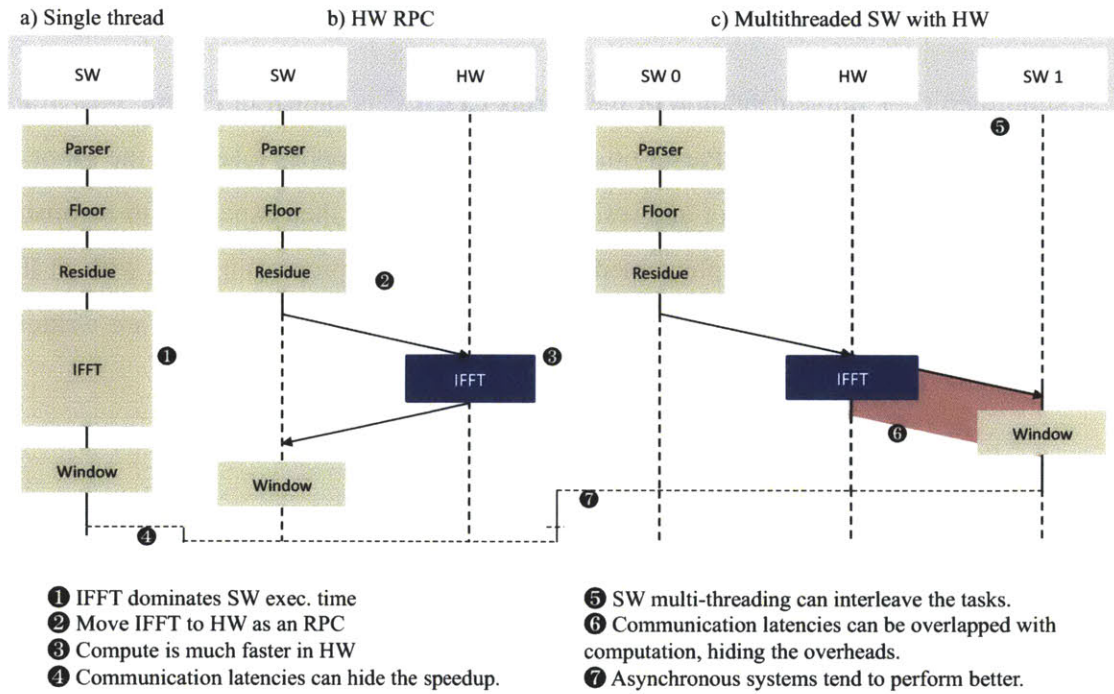 a) Single thread
b) HW RPC
c) Multithreaded SW with HW
SW
SW
HW
SW 0
HW
SW 1
❺
Parser
Parser
Parser
Floor
Floor
Floor
Residue
Residue
Residue
❷
IFFT
❶
IFFT
❸
IFFT
❻
Window
Window
Window
❼
❹
❶ IFFT dominates SW exec. time
❷ Move IFFT to HW as an RPC
❸ Compute is much faster in HW
❹ Communication latencies can hide the speedup.
❺ SW multi-threading can interleave the tasks.
❻ Communication latencies can be overlapped with
computation, hiding the overheads.
❼ Asynchronous systems tend to perform better.